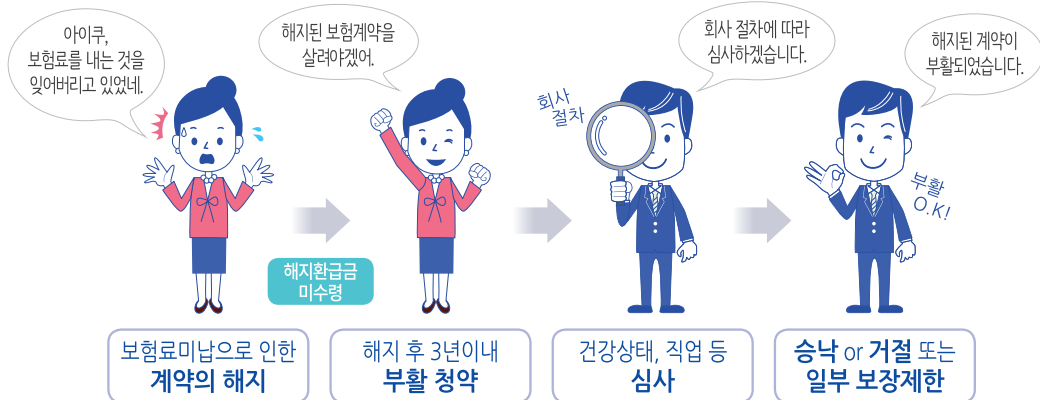 아이쿠,
보험료를 내는 것을
잊어버리고 있었네.
해지된 보험계약을
살려야겠어.
회사 절차에 따라
심사하겠습니다.
해지된 계약이
부활되었습니다.
회사
절차
부활
O.K!
해지환급금
미수령
보험료미납으로 인한
계약의 해지
해지 후 3년이내
부활 청약
건강상태, 직업 등
심사
승낙 or 거절 또는
일부 보장제한